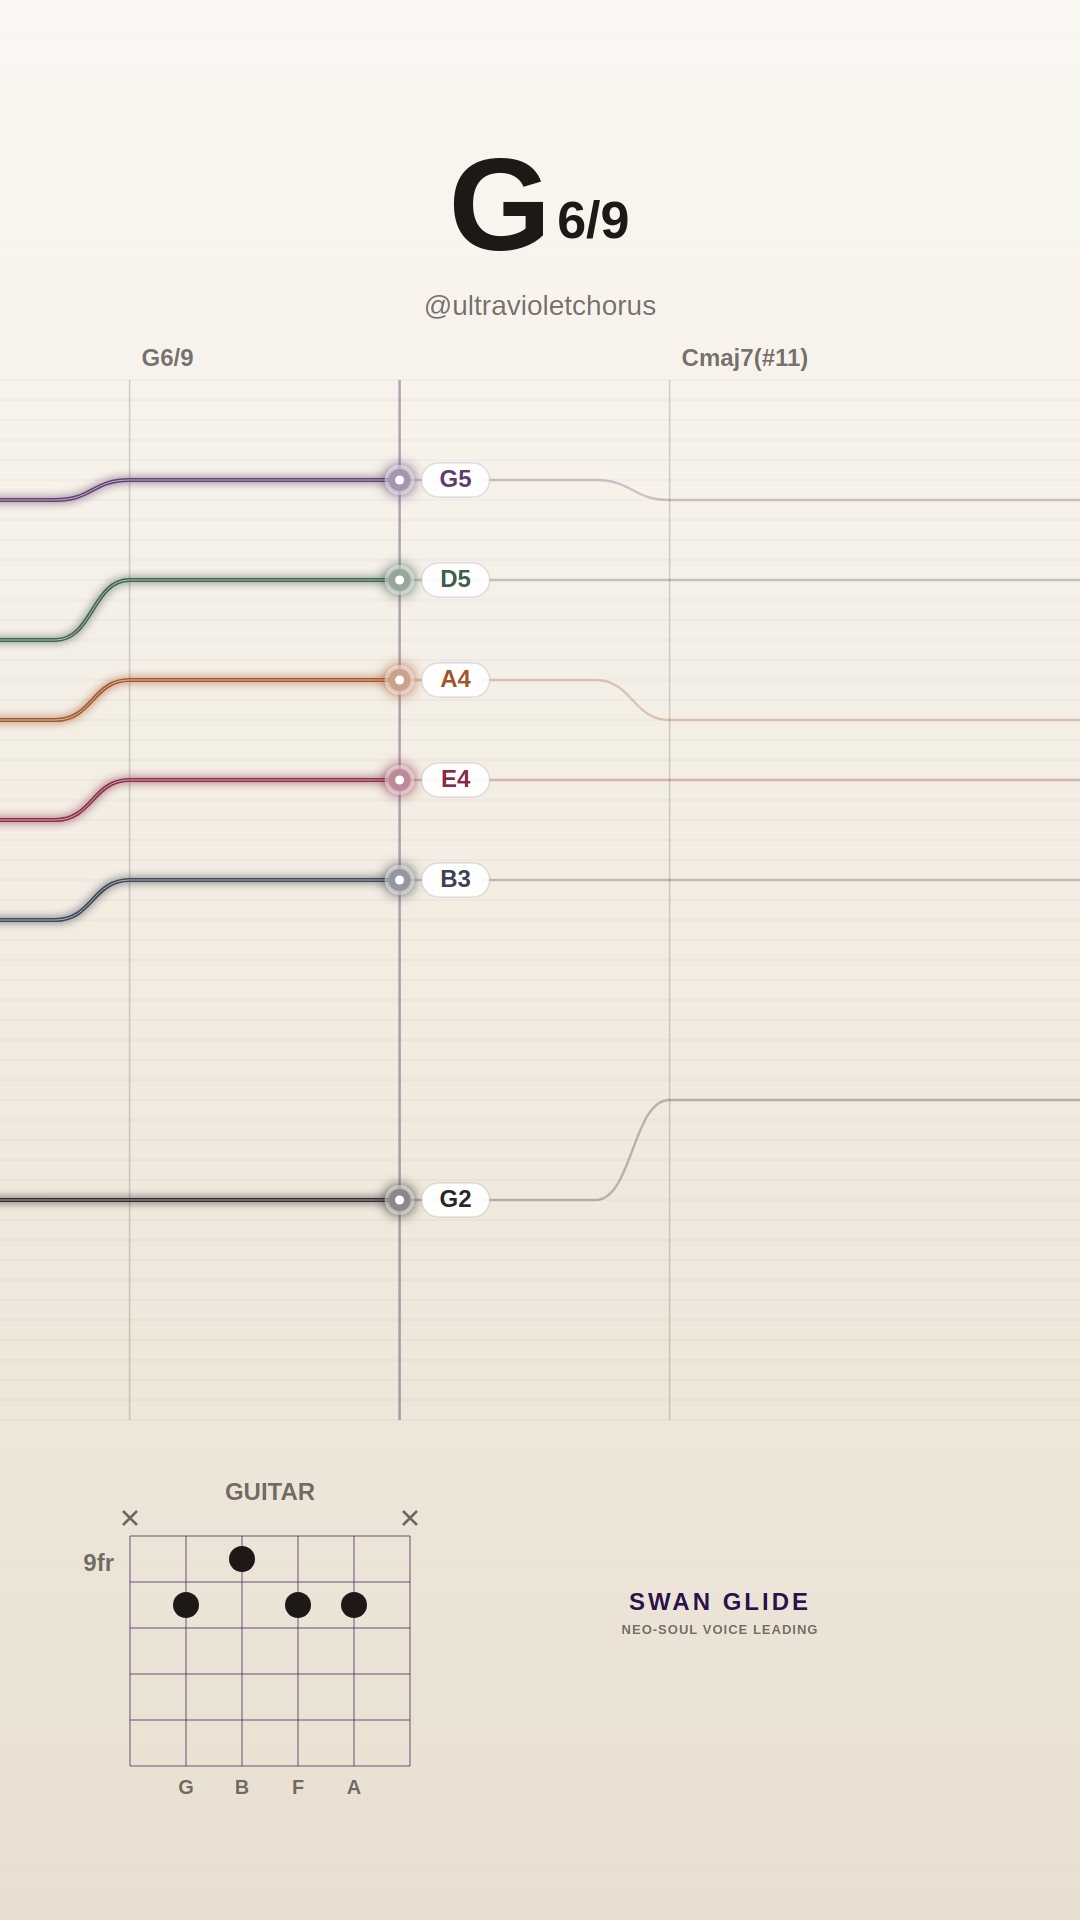 G 6/9
@ultravioletchorus
G6/9
Cmaj7(#11)
G5
D5
A4
E4
B3
G2
GUITAR
× ×
9fr
G B F A
SWAN GLIDE
NEO-SOUL VOICE LEADING